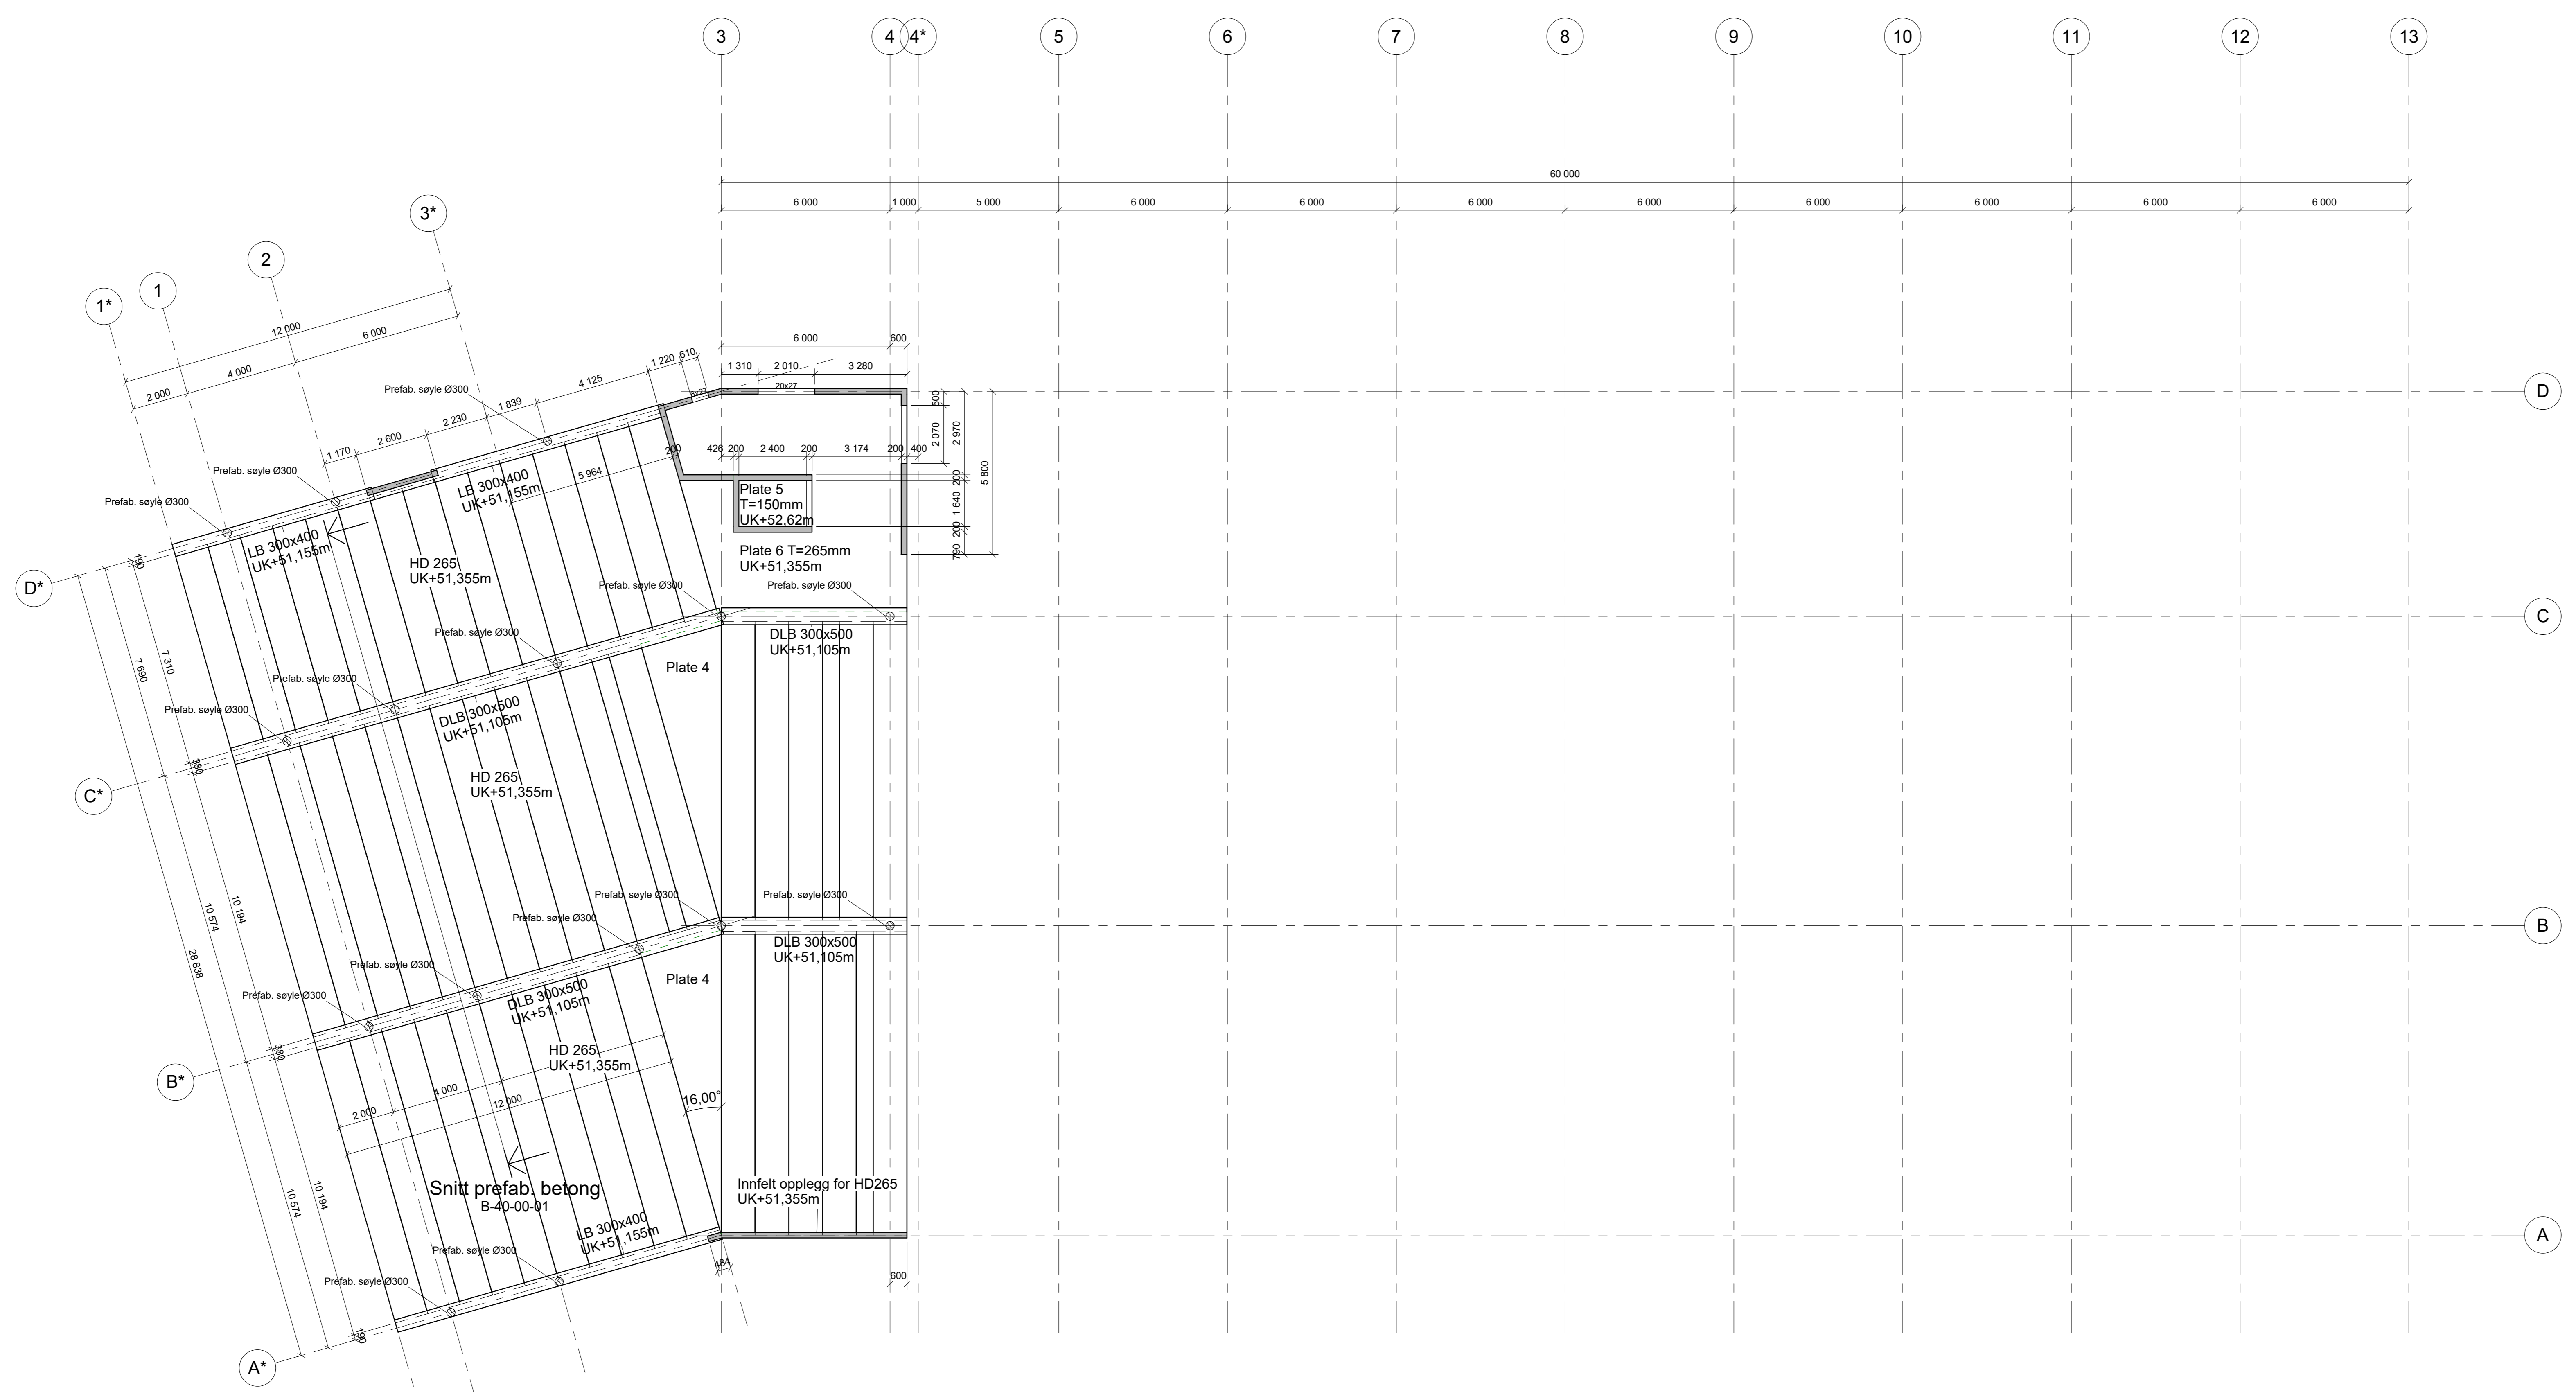 3
4
4*
5
6
7
8
9
10
11
12
13
60 000
6 000
1 000
5 000
6 000
6 000
6 000
6 000
6 000
6 000
6 000
6 000
3*
2
1
1*
12 000
6 000
4 000
2 000
6 000
600
1 220
610
1 310
2 010
3 280
20x27
4 125
Prefab. søyle Ø300
1 839
2 230
2 600
1 170
D
500
2 070
2 970
5 800
200
1 640
200
790
200
426
200
2 400
200
3 174
200
400
5 964
Prefab. søyle Ø300
Prefab. søyle Ø300
LB 300x400
UK+51,155m
LB 300x400
UK+51,155m
Plate 5
T=150mm
UK+52,62m
Plate 6 T=265mm
UK+51,355m
HD 265
UK+51,355m
Prefab. søyle Ø300
Prefab. søyle Ø300
190
D*
C
DLB 300x500
UK+51,105m
Prefab. søyle Ø300
Plate 4
Prefab. søyle Ø300
Prefab. søyle Ø300
7 310
7 690
DLB 300x500
UK+51,105m
380
C*
HD 265
UK+51,355m
Prefab. søyle Ø300
Prefab. søyle Ø300
Prefab. søyle Ø300
B
DLB 300x500
UK+51,105m
10 194
10 574
28 838
Prefab. søyle Ø300
Prefab. søyle Ø300
Plate 4
DLB 300x500
UK+51,105m
380
B*
HD 265
UK+51,355m
4 000
2 000
12 000
16,00°
Snitt prefab. betong
B-40-00-01
Innfelt opplegg for HD265
UK+51,355m
10 194
10 574
LB 300x400
UK+51,155m
Prefab. søyle Ø300
Prefab. søyle Ø300
A
484
600
190
A*